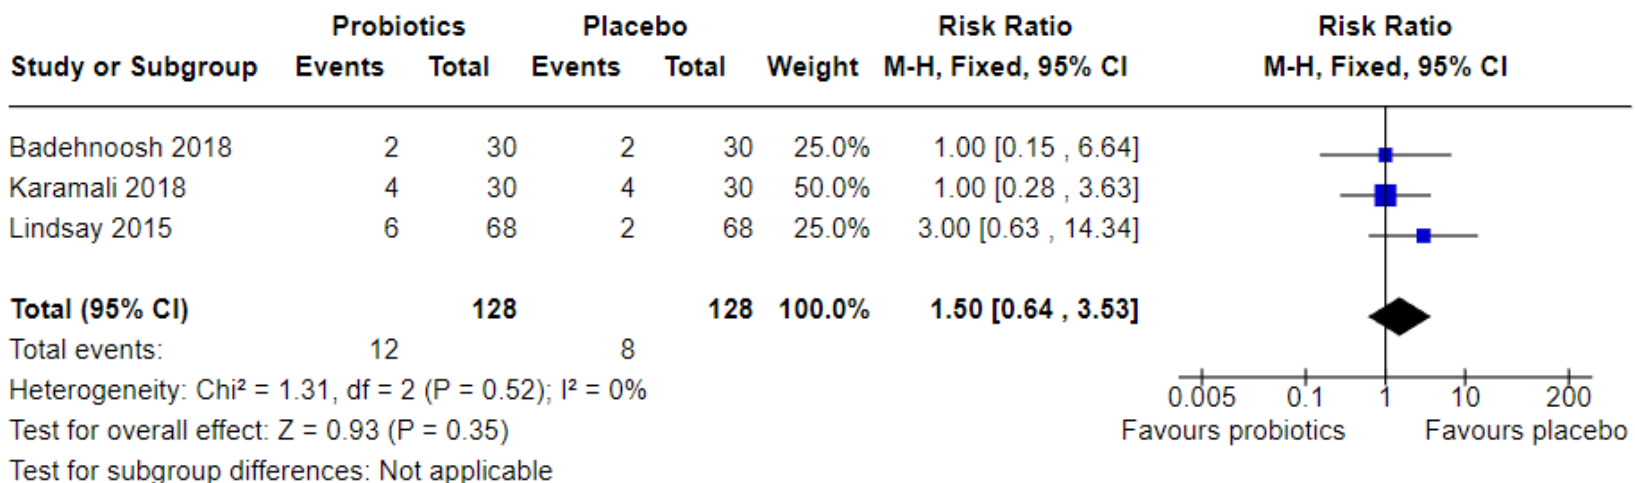 Probiotics Placebo Risk Ratio Risk Ratio
Study or Subgroup Events Total Events Total Weight M-H, Fixed, 95% CI M-H, Fixed, 95% CI
Badehnoosh 2018 2 30 2 30 25.0% 1.00 [0.15 , 6.64]
Karamali 2018 4 30 4 30 50.0% 1.00 [0.28 , 3.63]
Lindsay 2015 6 68 2 68 25.0% 3.00 [0.63 , 14.34]
Total (95% CI) 128 128 100.0% 1.50 [0.64 , 3.53]
Total events: 12 8
Heterogeneity: Chi² = 1.31, df = 2 (P = 0.52); I² = 0%
0.005 0.1 1 10 200
Test for overall effect: Z = 0.93 (P = 0.35)
Favours probiotics Favours placebo
Test for subgroup differences: Not applicable